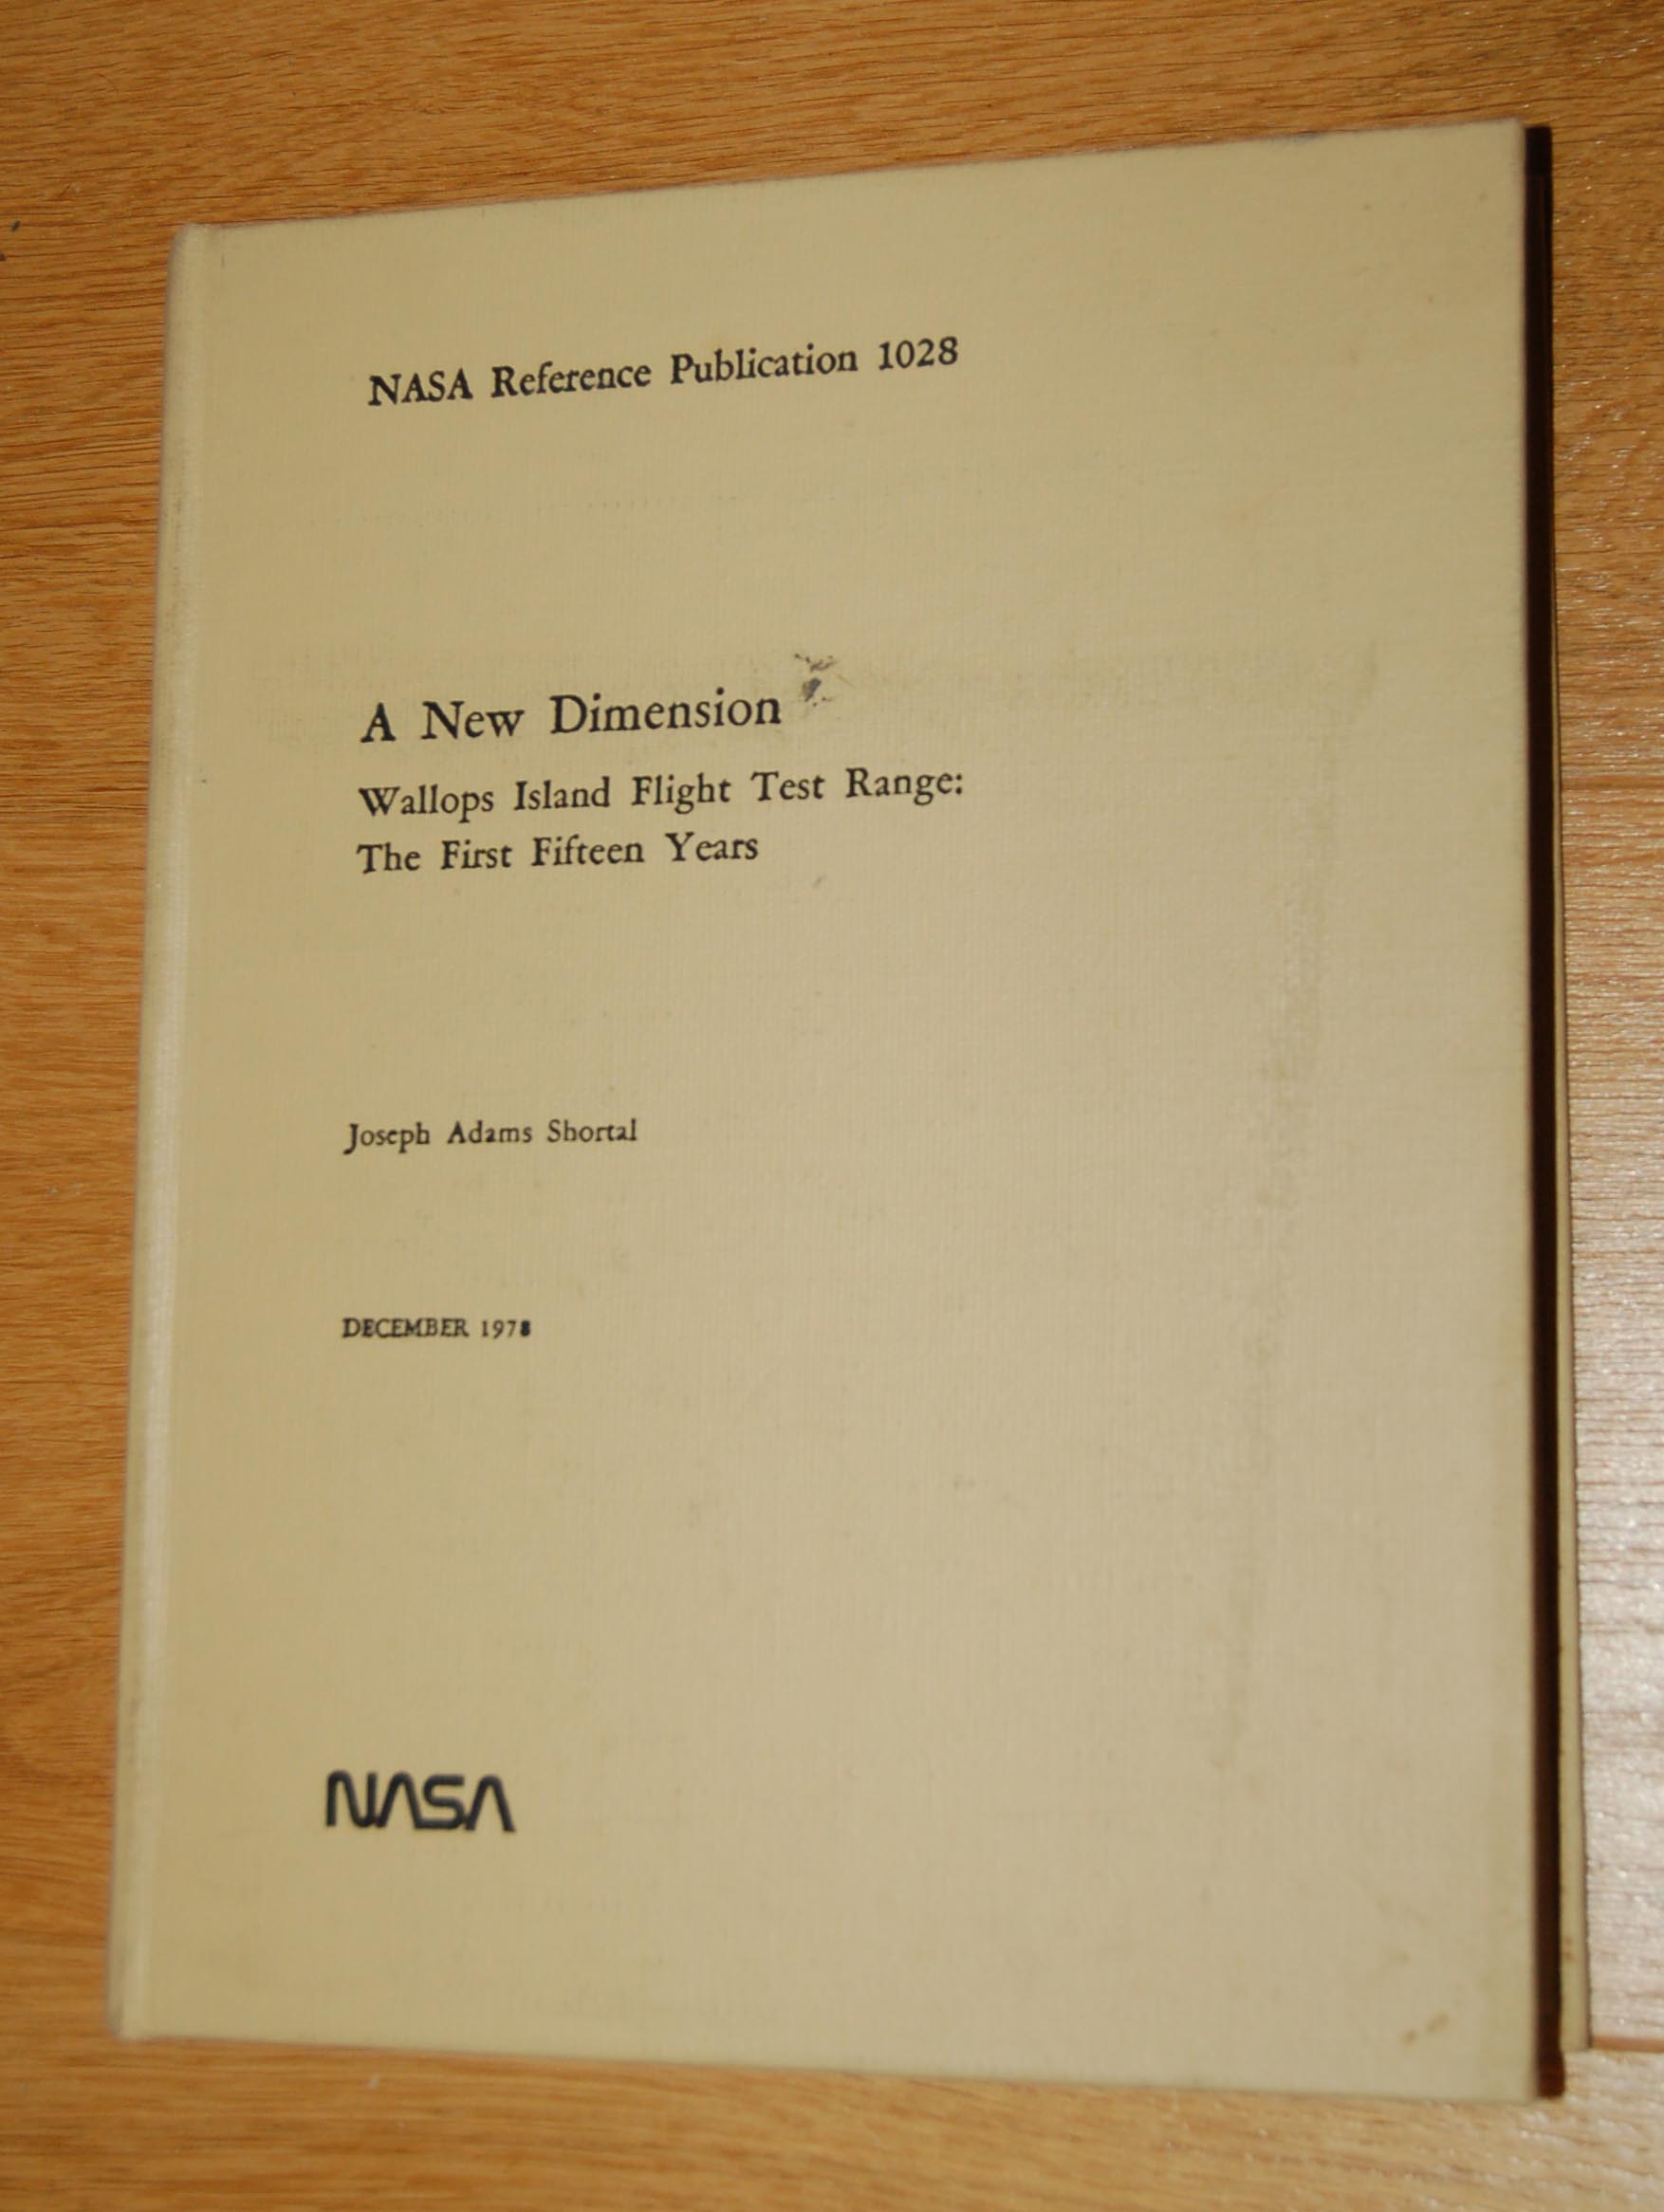 NASA Reference Publication 1028
A New Dimension
Wallops Island Flight Test Range:
The First Fifteen Years
Joseph Adams Shortal
DECEMBER 1978
NASA